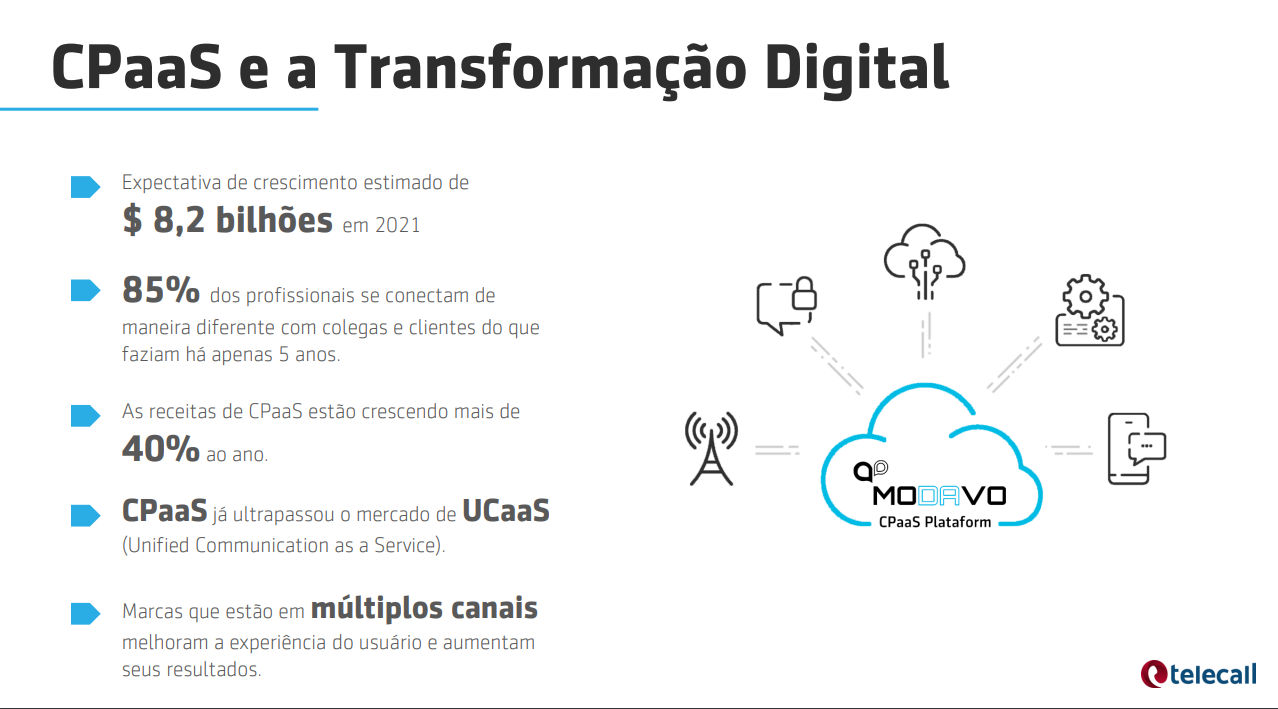 CPaaS e a Transformação Digital
Expectativa de crescimento estimado de
$ 8,2 bilhões em 2021
85% dos profissionais se conectam de
maneira diferente com colegas e clientes do que
faziam há apenas 5 anos.
As receitas de CPaaS estão crescendo mais de
40% ao ano.
CPaaS já ultrapassou o mercado de UCaaS
(Unified Communication as a Service).
Marcas que estão em múltiplos canais
melhoram a experiência do usuário e aumentam
seus resultados.
MODAVO
CPaaS Plataform
telecall